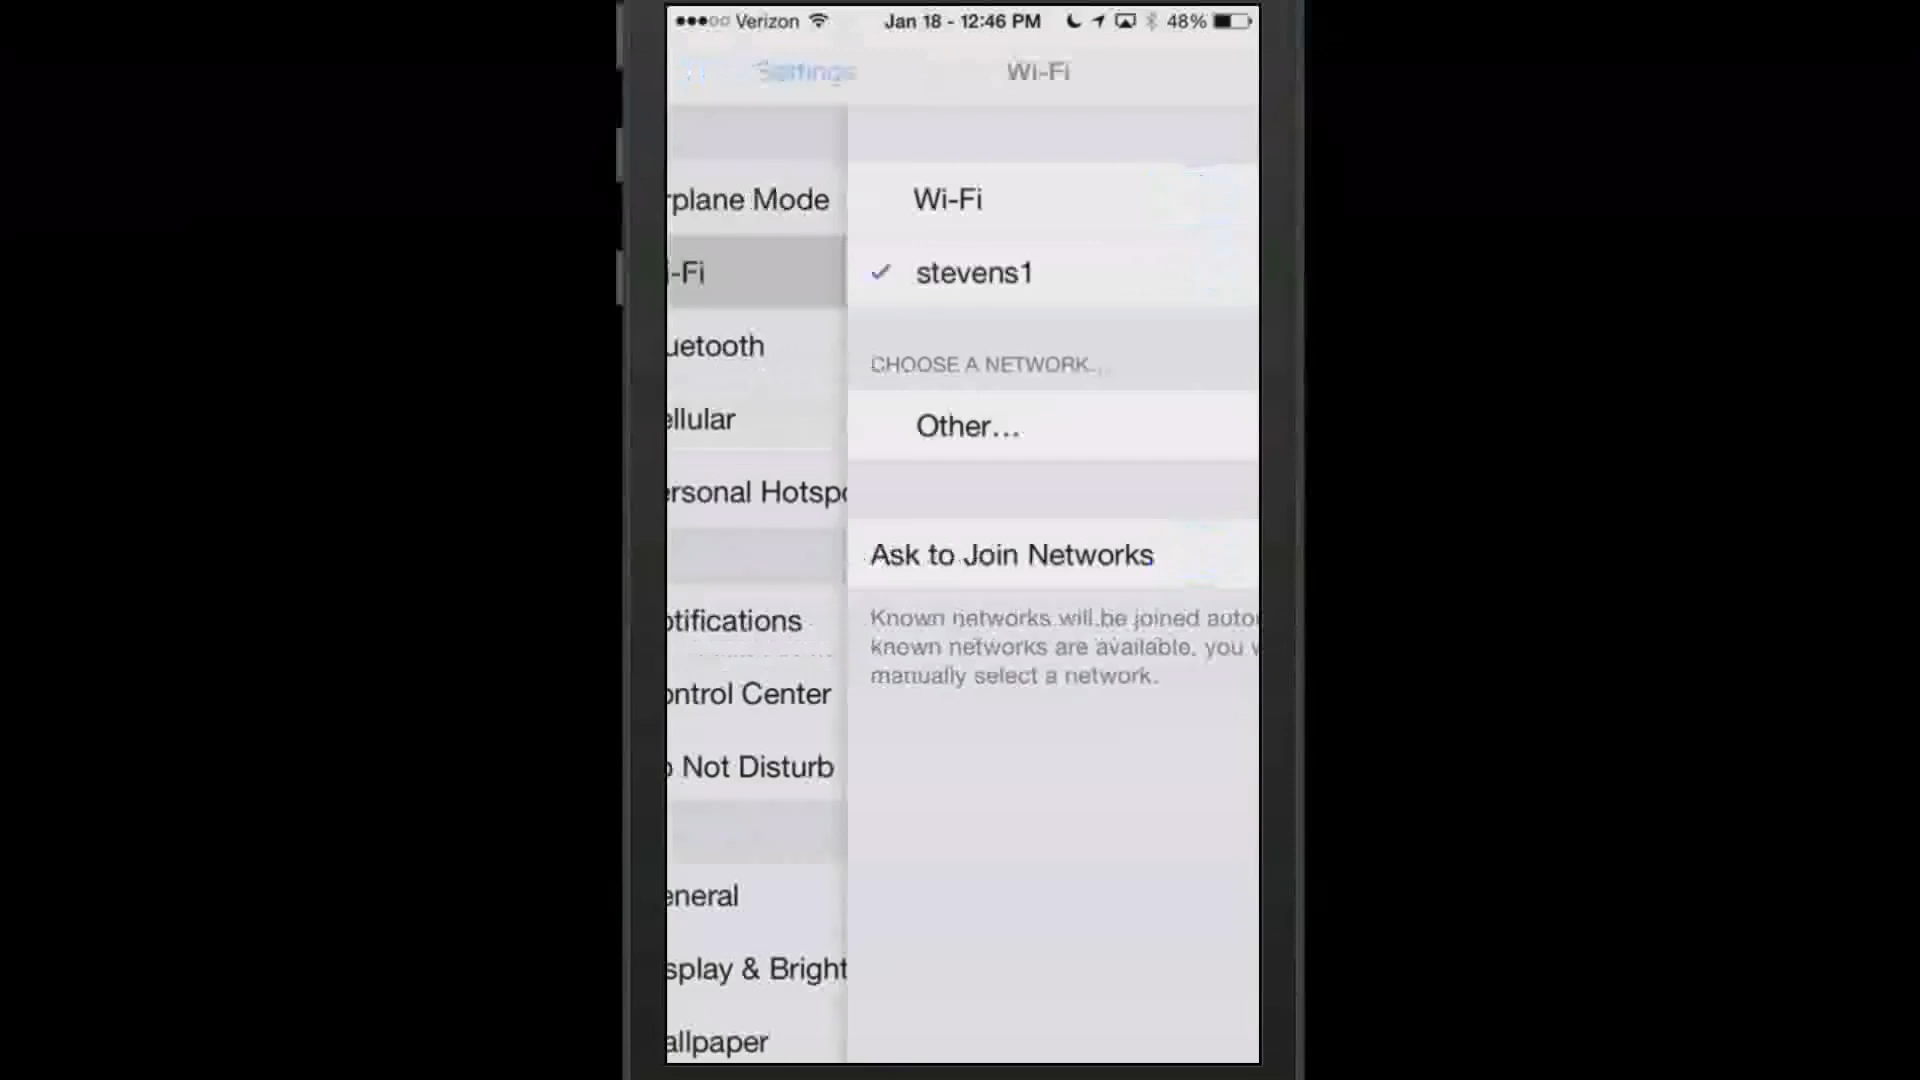 Verizon Jan 18 - 12:46 PM 48%
Settings Wi-Fi
rplane Mode
i-Fi
uetooth
ellular
ersonal Hotspo
otifications
ontrol Center
o Not Disturb
eneral
splay & Bright
allpaper
Wi-Fi
stevens1
CHOOSE A NETWORK...
Other...
Ask to Join Networks
Known networks will be joined auto
known networks are available, you w
manually select a network.